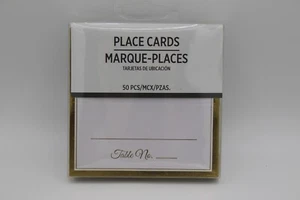 PLACE CARDS
MARQUE-PLACES
TARJETAS DE UBICACIÓN
50 PCS/MCX/PZAS.
Table No.